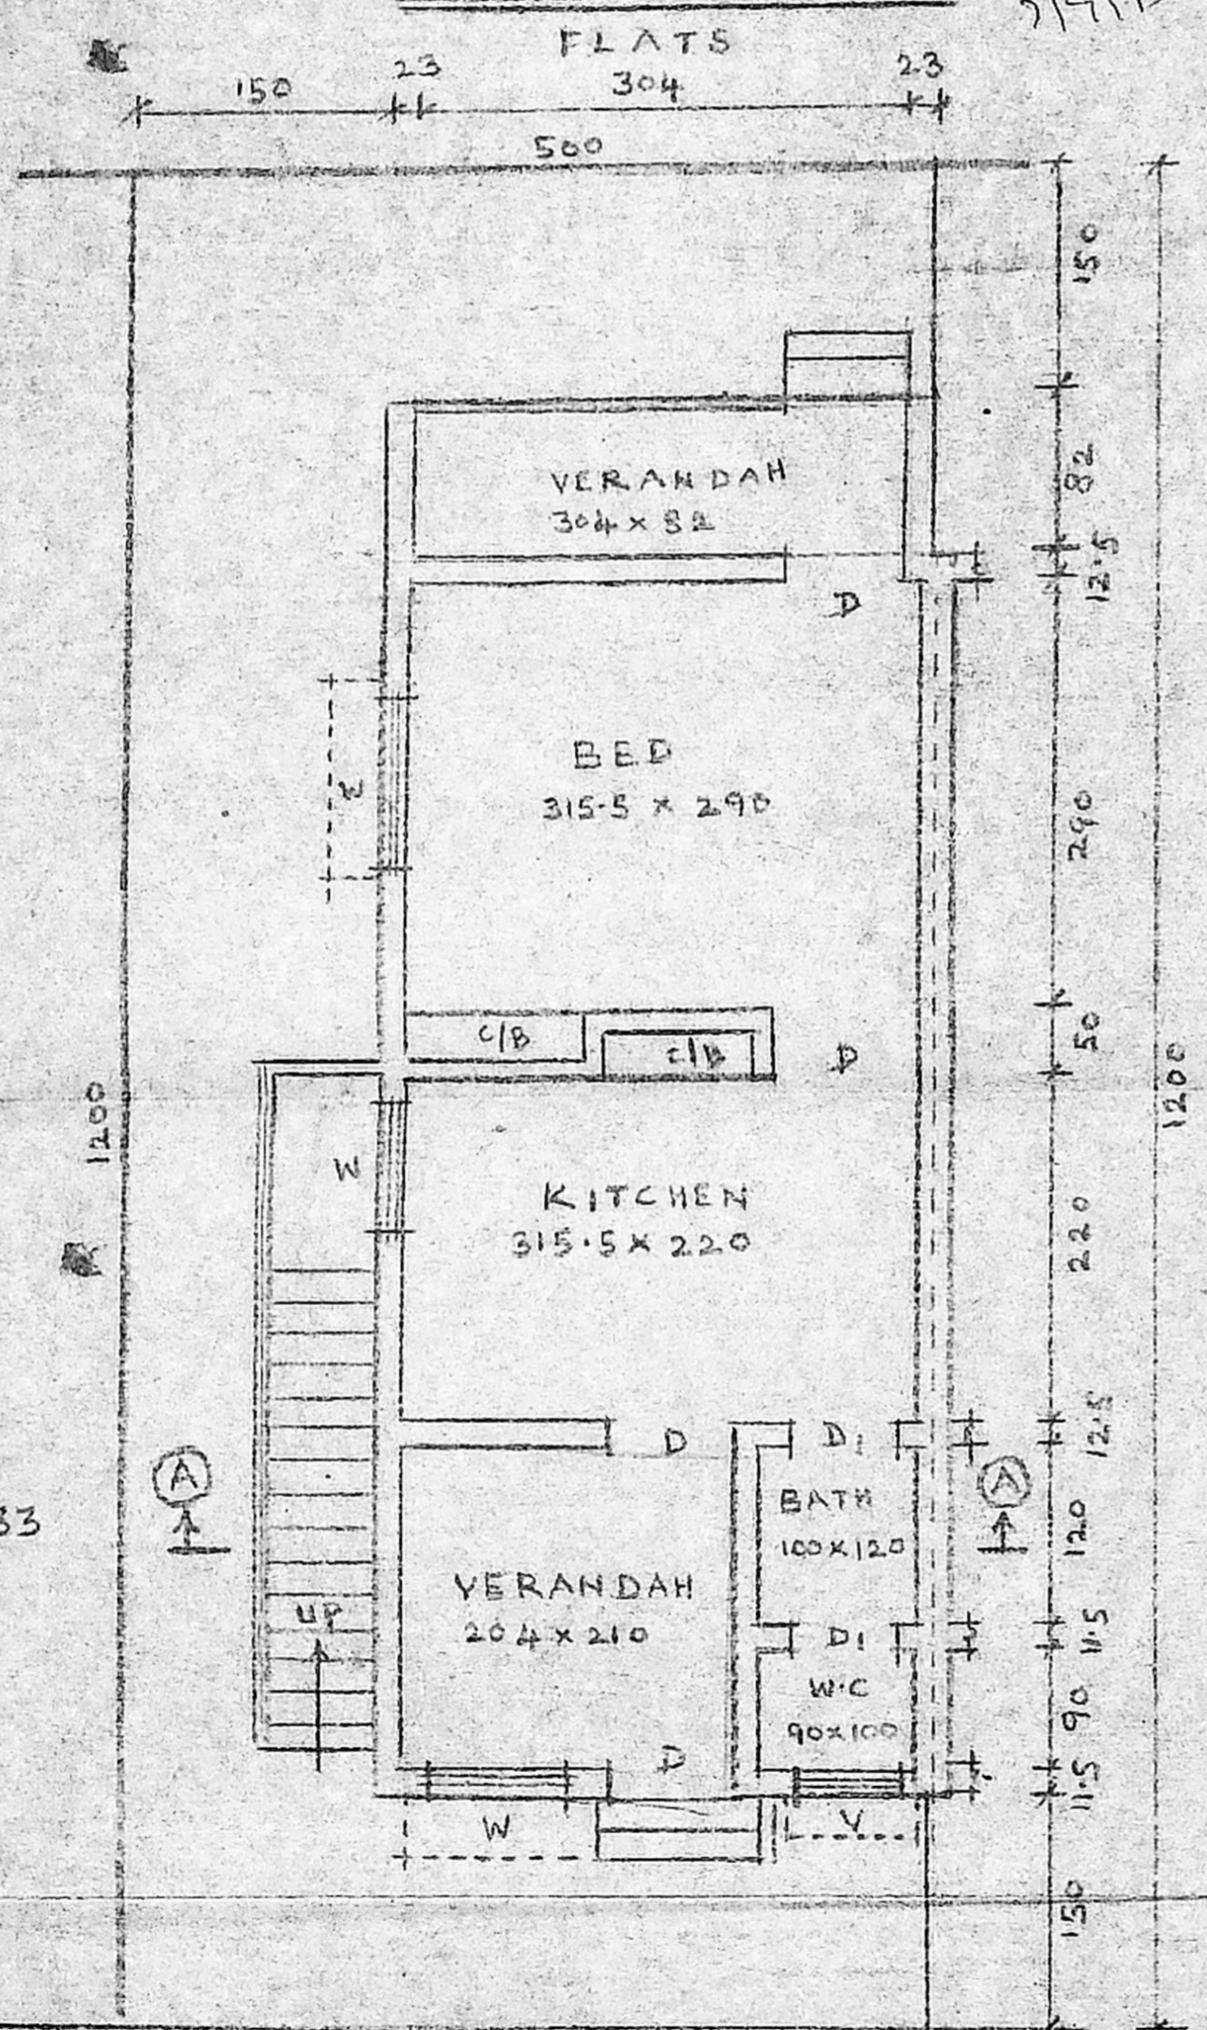 FLATS
150
23
304
23
500
150
VERANDAH
304 x 82
82
12.5
D
W
BED
315.5 x 290
290
C/B
C/B
D
50
1200
1200
W
KITCHEN
315.5 x 220
220
D
D1
12.5
A
A
33
BATH
100 x 120
120
VERANDAH
204 x 210
UP
D1
11.5
W.C
90 x 100
90
D
11.5
W
V
150